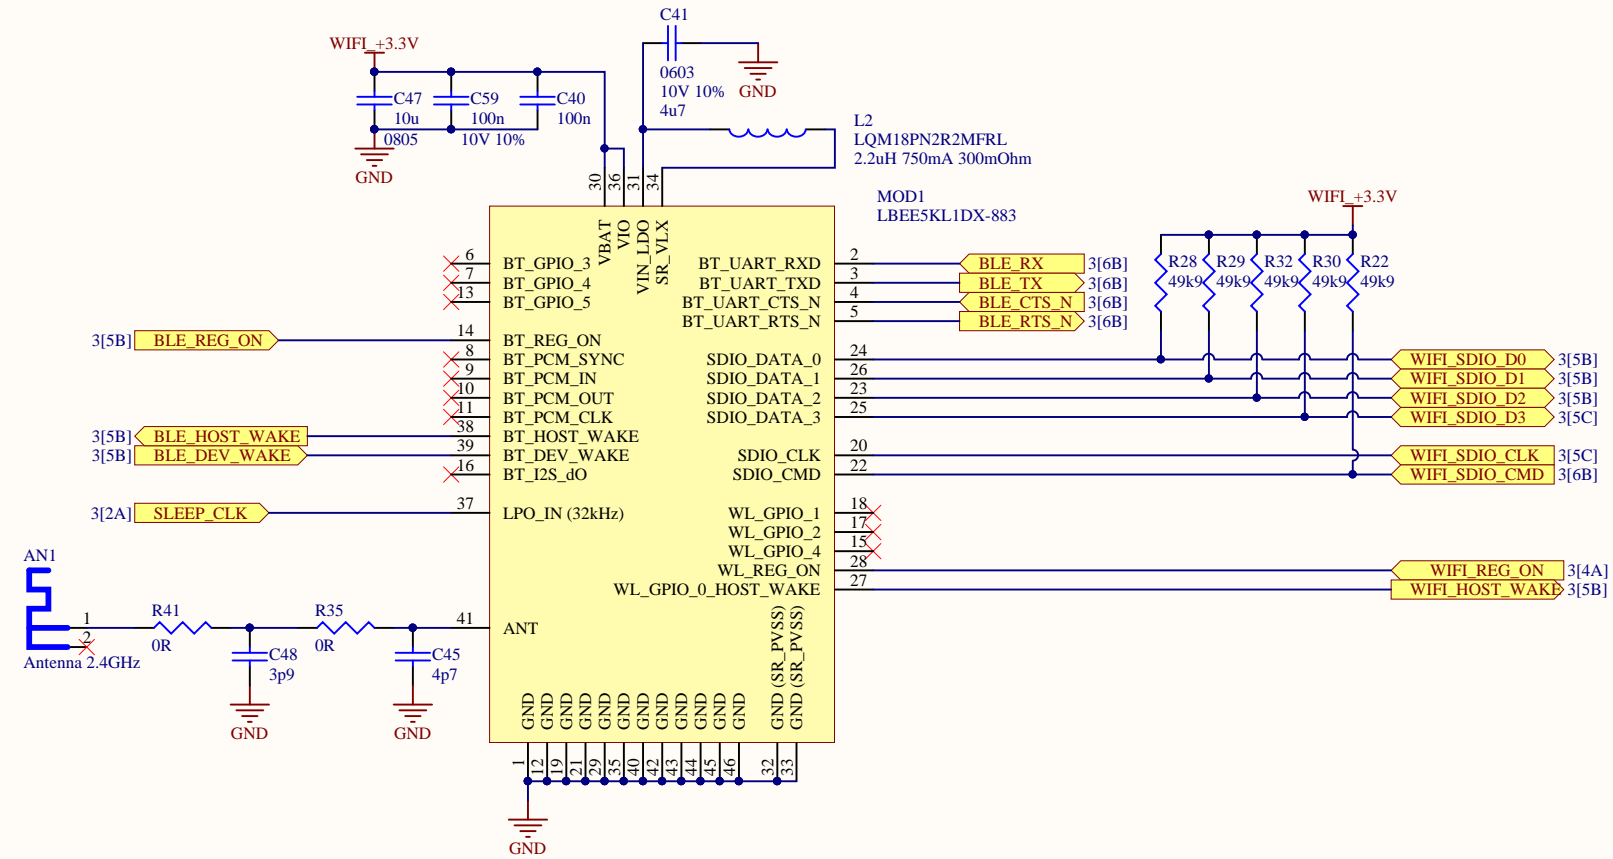 C41
WIFI_+3.3V
0603
10V 10%
4u7
GND
C47
10u
0805
C59
100n
10V 10%
C40
100n
GND
L2
LQM18PN2R2MFRL
2.2uH 750mA 300mOhm
30
36
31
34
MOD1
LBEE5KL1DX-883
WIFI_+3.3V
VBAT
VIO
VIN_LDO
SR_VLX
6 BT_GPIO_3
7 BT_GPIO_4
13 BT_GPIO_5
3[5B] BLE_REG_ON 14 BT_REG_ON
8 BT_PCM_SYNC
9 BT_PCM_IN
10 BT_PCM_OUT
11 BT_PCM_CLK
3[5B] BLE_HOST_WAKE 38 BT_HOST_WAKE
3[5B] BLE_DEV_WAKE 39 BT_DEV_WAKE
16 BT_I2S_dO
3[2A] SLEEP_CLK 37 LPO_IN (32kHz)
BT_UART_RXD 2 BLE_RX 3[6B]
BT_UART_TXD 3 BLE_TX 3[6B]
BT_UART_CTS_N 4 BLE_CTS_N 3[6B]
BT_UART_RTS_N 5 BLE_RTS_N 3[6B]
R28 R29 R32 R30 R22
49k9 49k9 49k9 49k9 49k9
SDIO_DATA_0 24 WIFI_SDIO_D0 3[5B]
SDIO_DATA_1 26 WIFI_SDIO_D1 3[5B]
SDIO_DATA_2 23 WIFI_SDIO_D2 3[5B]
SDIO_DATA_3 25 WIFI_SDIO_D3 3[5C]
SDIO_CLK 20 WIFI_SDIO_CLK 3[5C]
SDIO_CMD 22 WIFI_SDIO_CMD 3[6B]
WL_GPIO_1 18
WL_GPIO_2 17
WL_GPIO_4 15
WL_REG_ON 28 WIFI_REG_ON 3[4A]
WL_GPIO_0_HOST_WAKE 27 WIFI_HOST_WAKE 3[5B]
AN1
1
2
Antenna 2.4GHz
R41
0R
R35
0R
41 ANT
C48
3p9
GND
C45
4p7
GND
GND GND GND GND GND GND GND GND GND GND GND GND GND (SR_PVSS) GND (SR_PVSS)
1 12 19 21 29 35 40 42 43 44 45 46 32 33
GND